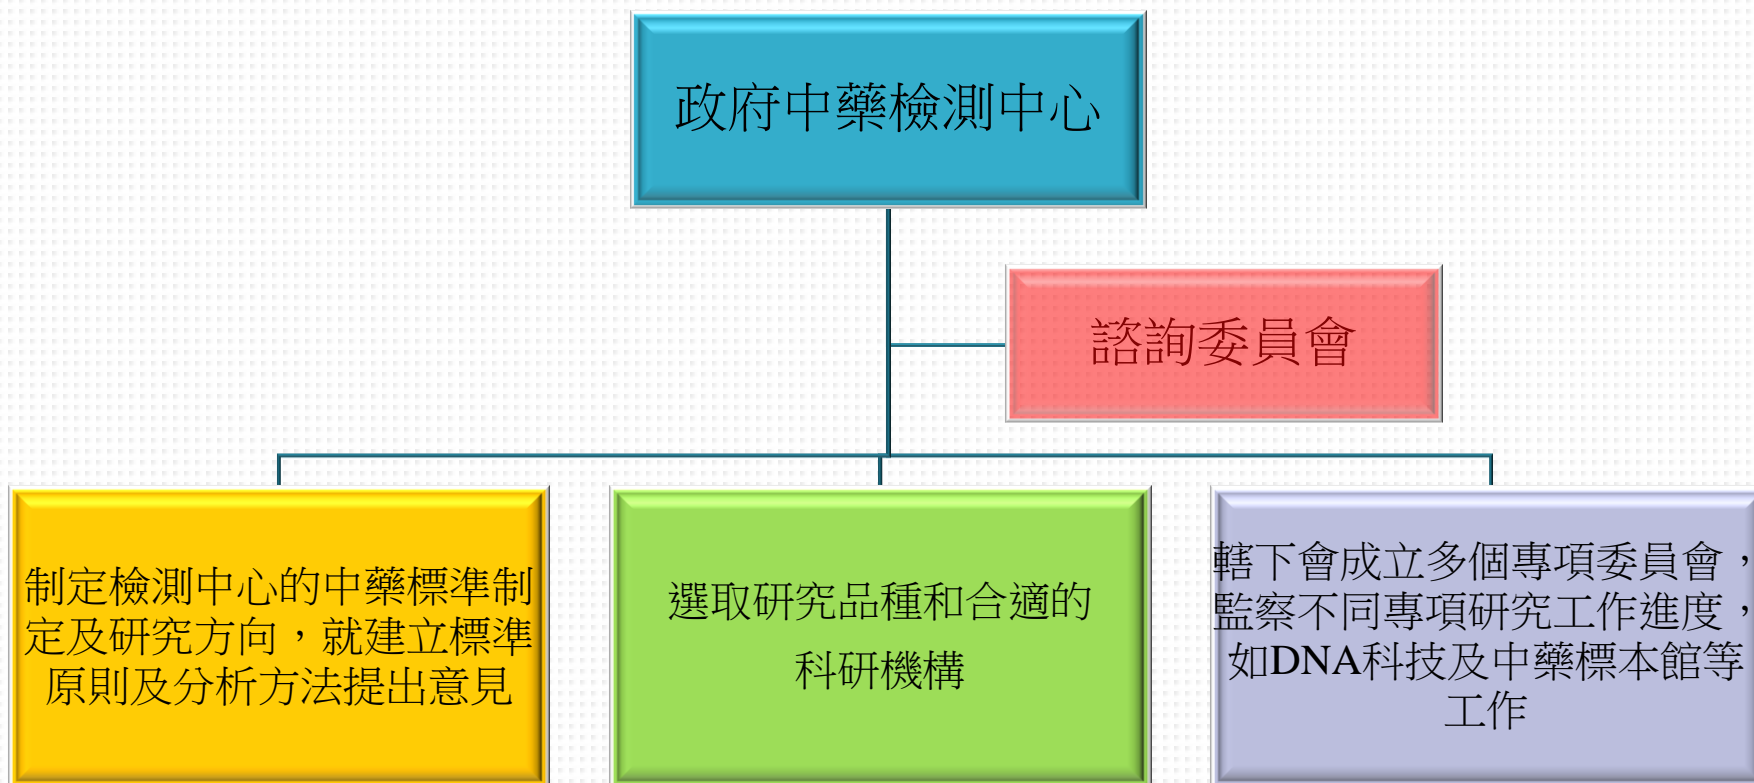 政府中藥檢測中心
諮詢委員會
制定檢測中心的中藥標準制
定及研究方向，就建立標準
原則及分析方法提出意見
選取研究品種和合適的
科研機構
轄下會成立多個專項委員會，
監察不同專項研究工作進度，
如DNA科技及中藥標本館等
工作